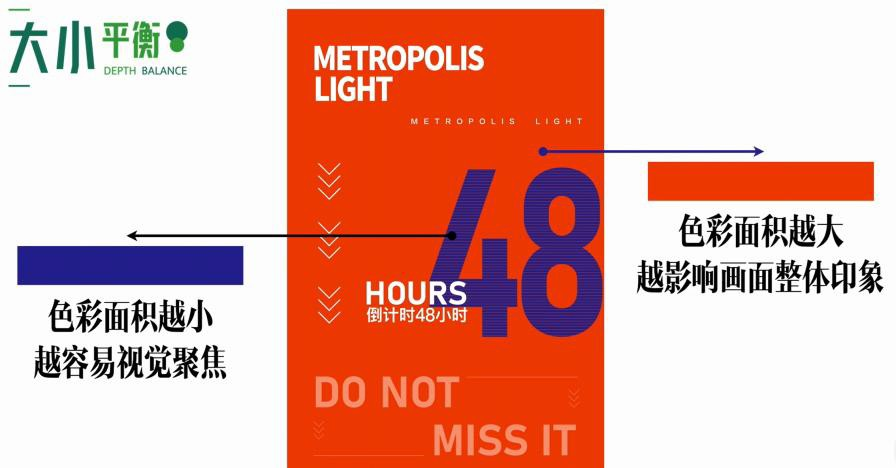 大小平衡
DEPTH BALANCE
METROPOLIS
LIGHT
METROPOLIS LIGHT
48
HOURS
倒计时48小时
DO NOT
MISS IT
色彩面积越小
越容易视觉聚焦
色彩面积越大
越影响画面整体印象